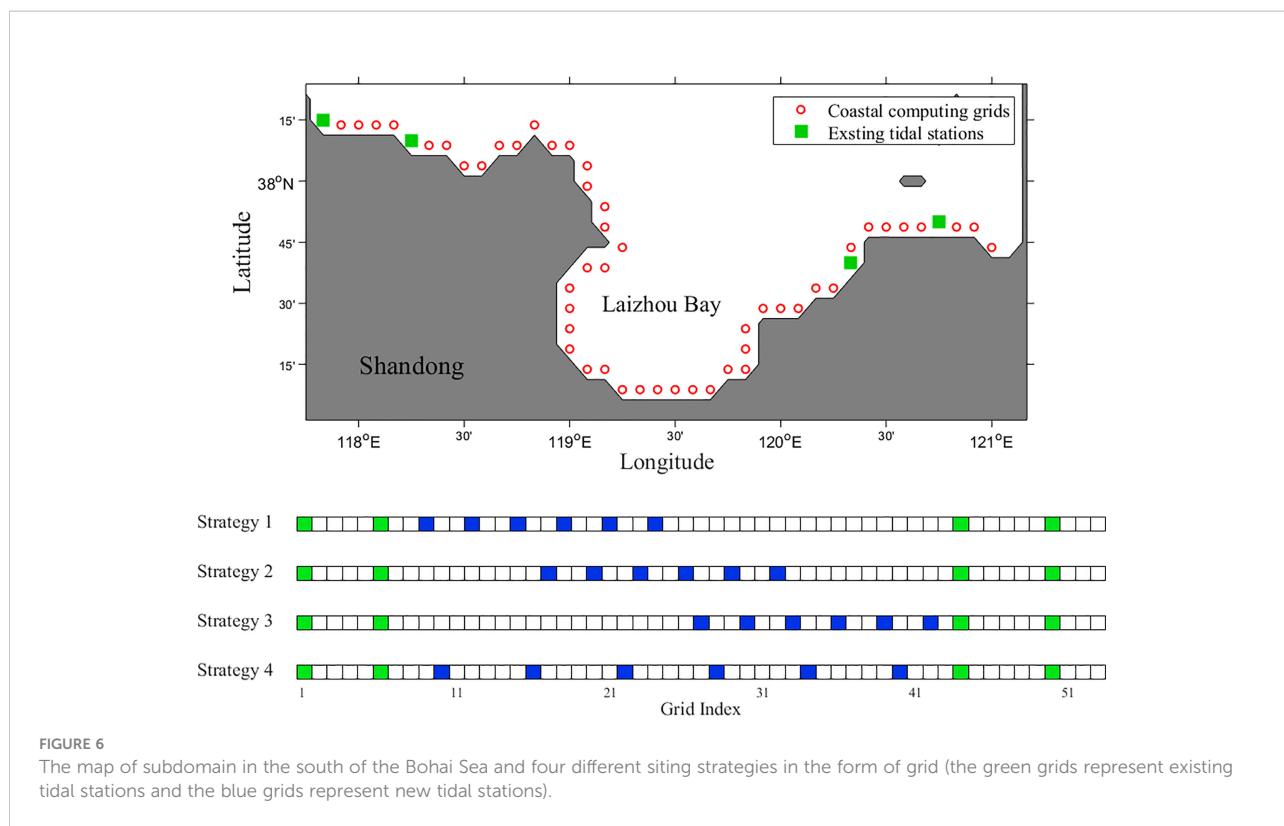 Coastal computing grids
Exsting tidal stations
15'
38°N
45'
30'
15'
Latitude
Laizhou Bay
Shandong
118°E 30' 119°E 30' 120°E 30' 121°E
Longitude
Strategy 1
Strategy 2
Strategy 3
Strategy 4
1 11 21 31 41 51
Grid Index
FIGURE 6
The map of subdomain in the south of the Bohai Sea and four different siting strategies in the form of grid (the green grids represent existing
tidal stations and the blue grids represent new tidal stations).